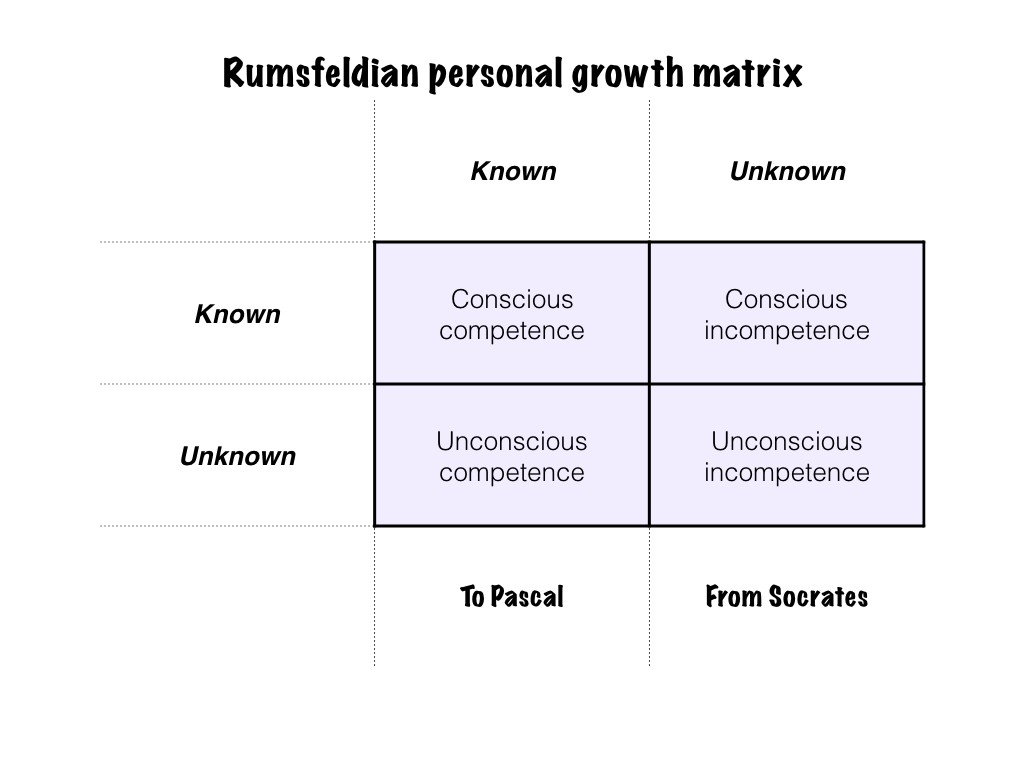 Rumsfeldian personal growth matrix
Known
Unknown
Known
Conscious
competence
Conscious
incompetence
Unknown
Unconscious
competence
Unconscious
incompetence
To Pascal
From Socrates